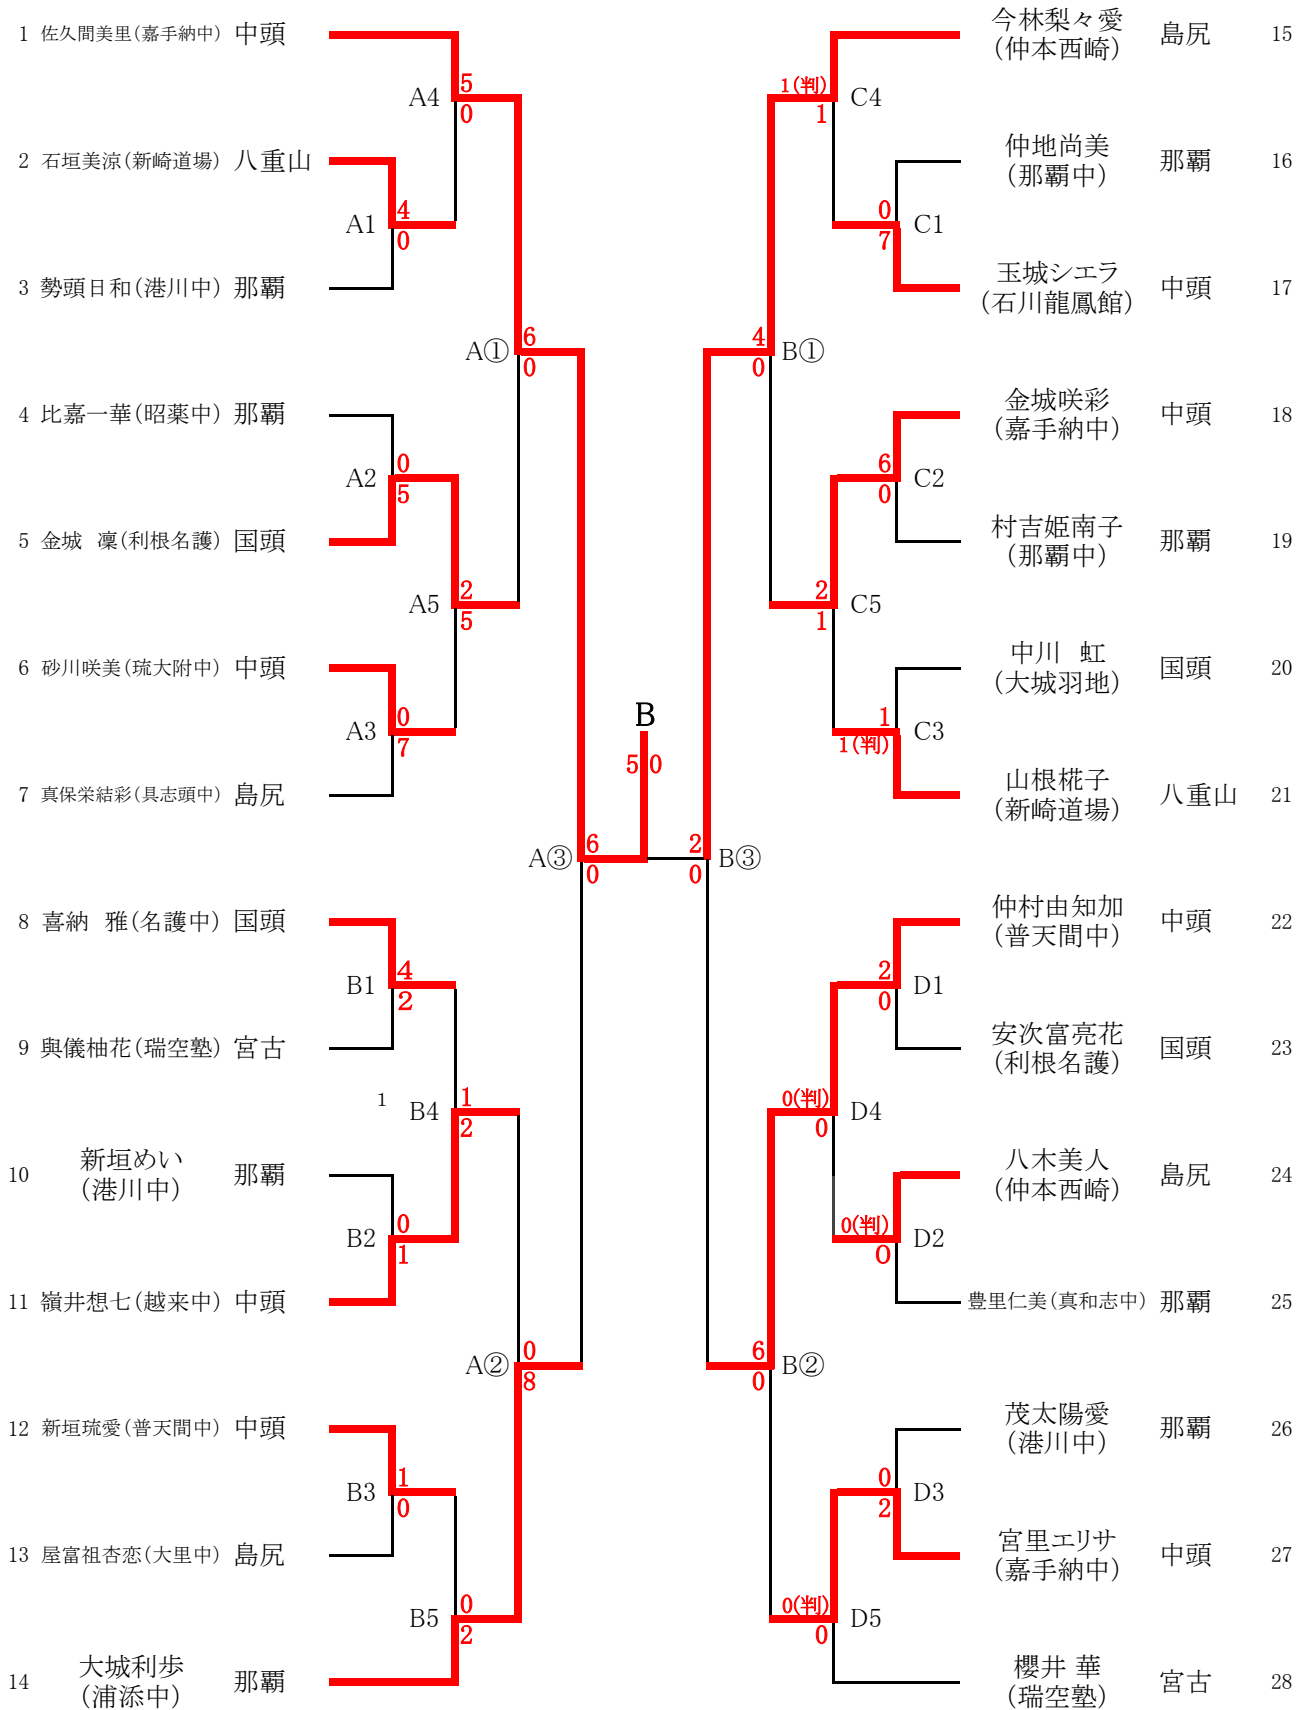 1 佐久間美里(嘉手納中) 中頭
2 石垣美涼(新崎道場) 八重山
3 勢頭日和(港川中) 那覇
4 比嘉一華(昭薬中) 那覇
5 金城 凜(利根名護) 国頭
6 砂川咲美(琉大附中) 中頭
7 真保栄結彩(具志頭中) 島尻
8 喜納 雅(名護中) 国頭
9 與儀柚花(瑞空塾) 宮古
10 新垣めい
(港川中) 那覇
11 嶺井想七(越来中) 中頭
12 新垣琉愛(普天間中) 中頭
13 屋富祖杏恋(大里中) 島尻
14 大城利歩
(浦添中) 那覇
A4 5
0
A1 4
0
A① 6
0
A2 0
5
A5 2
5
A3 0
7
A③ 6
0
B1 4
2
1
B4 1
2
B2 0
1
A② 0
8
B3 1
0
B5 0
2
B
5 0
1(判) C4
1
0 C1
7
4 B①
0
6 C2
0
2 C5
1
1 C3
1(判)
2 B③
0
2 D1
0
0(判) D4
0
0(判) D2
0
6 B②
0
0 D3
2
0(判) D5
0
今林梨々愛
(仲本西崎) 島尻 15
仲地尚美
(那覇中) 那覇 16
玉城シエラ
(石川龍鳳館) 中頭 17
金城咲彩
(嘉手納中) 中頭 18
村吉姫南子
(那覇中) 那覇 19
中川 虹
(大城羽地) 国頭 20
山根椛子
(新崎道場) 八重山 21
仲村由知加
(普天間中) 中頭 22
安次富亮花
(利根名護) 国頭 23
八木美人
(仲本西崎) 島尻 24
豊里仁美(真和志中) 那覇 25
茂太陽愛
(港川中) 那覇 26
宮里エリサ
(嘉手納中) 中頭 27
櫻井 華
(瑞空塾) 宮古 28